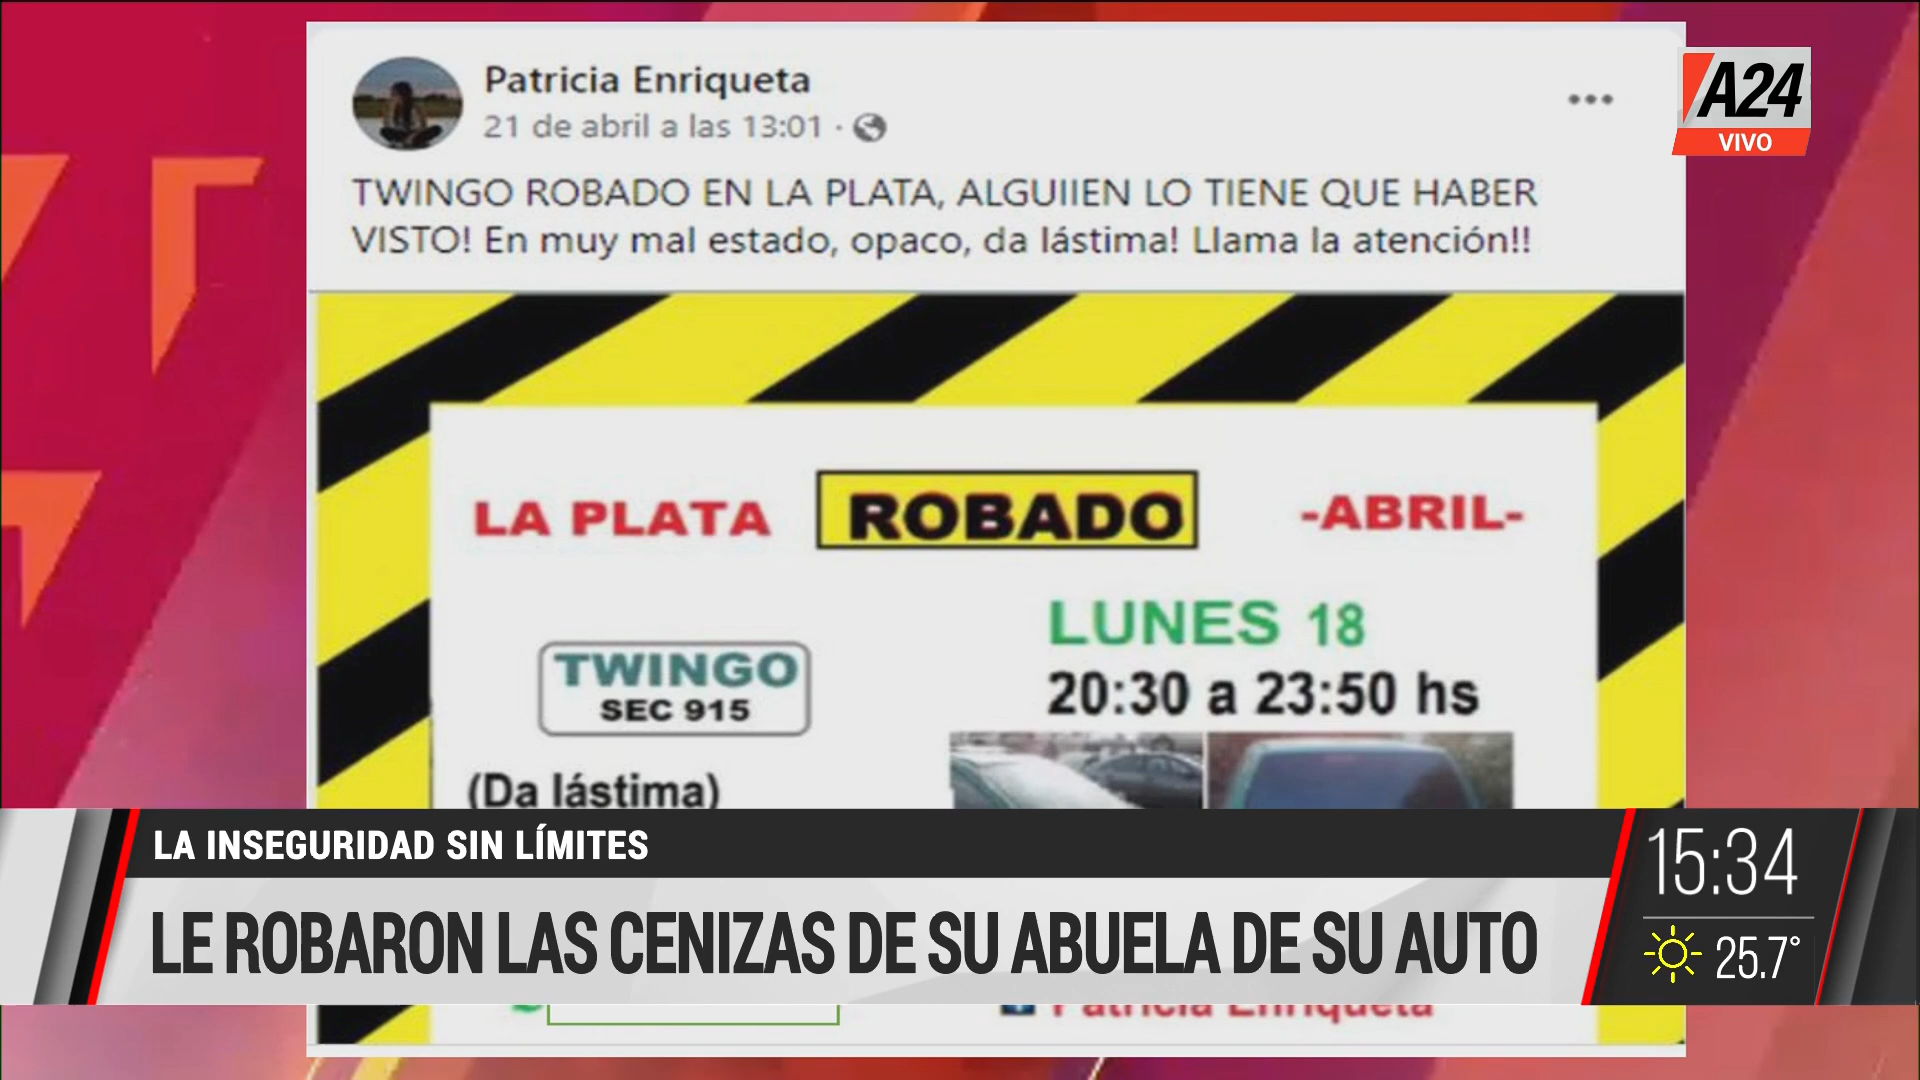 Patricia Enriqueta
21 de abril a las 13:01 ·
TWINGO ROBADO EN LA PLATA, ALGUIIEN LO TIENE QUE HABER
VISTO! En muy mal estado, opaco, da lástima! Llama la atención!!
A24
VIVO
LA PLATA
ROBADO
-ABRIL-
LUNES 18
20:30 a 23:50 hs
TWINGO
SEC 915
(Da lástima)
LA INSEGURIDAD SIN LÍMITES
LE ROBARON LAS CENIZAS DE SU ABUELA DE SU AUTO
15:34
25.7°
Patricia Enriqueta